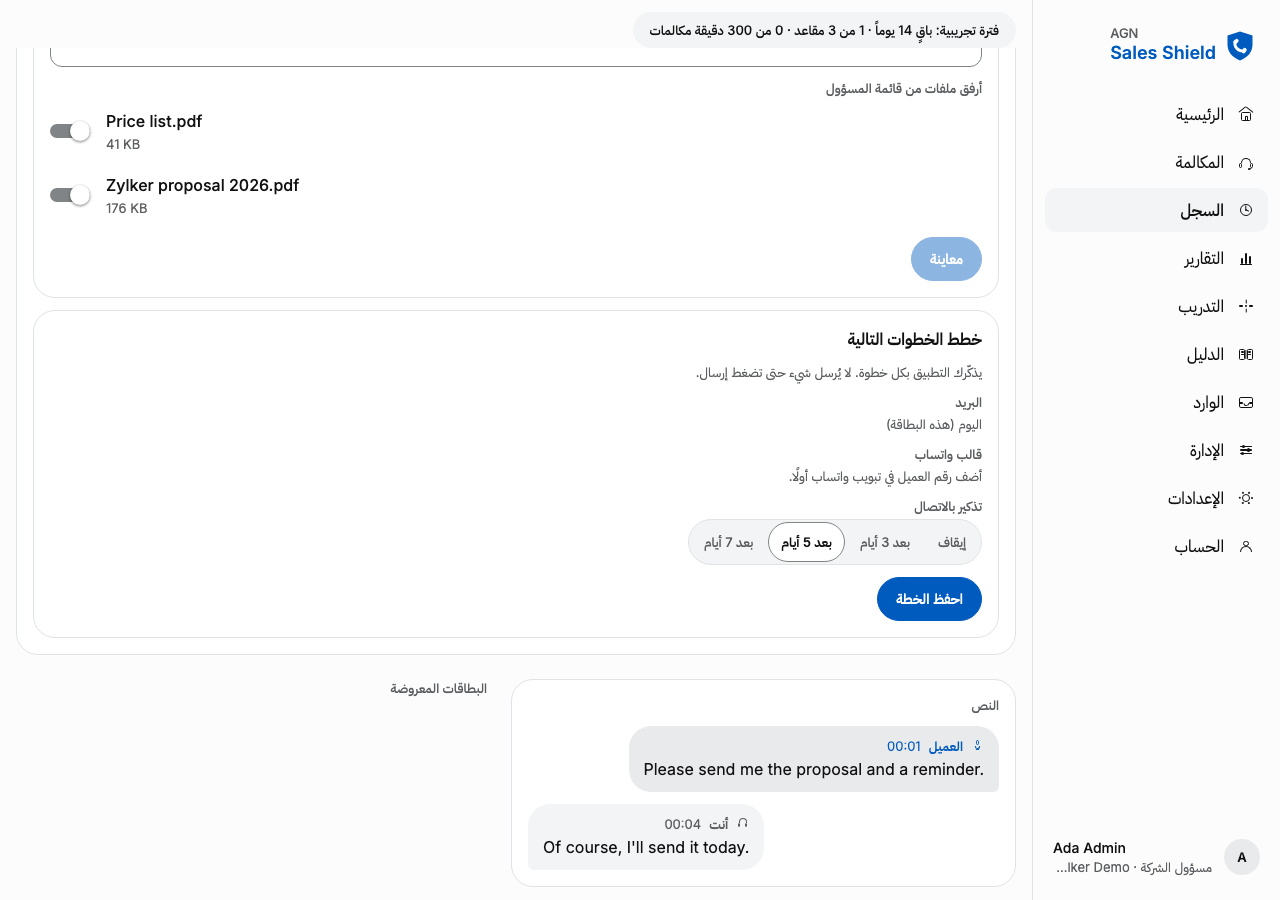 AGN
Sales Shield
الرئيسية
المكالمة
السجل
التقارير
التدريب
الدليل
الوارد
الإدارة
الإعدادات
الحساب
Ada Admin
مسؤول الشركة · lker Demo...
A
فترة تجريبية: باقٍ 14 يوماً · 1 من 3 مقاعد · 0 من 300 دقيقة مكالمات
أرفق ملفات من قائمة المسؤول
Price list.pdf
41 KB
Zylker proposal 2026.pdf
176 KB
معاينة
خطط الخطوات التالية
يذكّرك التطبيق بكل خطوة. لا يُرسل شيء حتى تضغط إرسال.
البريد
اليوم (هذه البطاقة)
قالب واتساب
أضف رقم العميل في تبويب واتساب أولًا.
تذكير بالاتصال
إيقاف
بعد 3 أيام
بعد 5 أيام
بعد 7 أيام
احفظ الخطة
النص
العميل 00:01
Please send me the proposal and a reminder.
أنت 00:04
Of course, I'll send it today.
البطاقات المعروضة